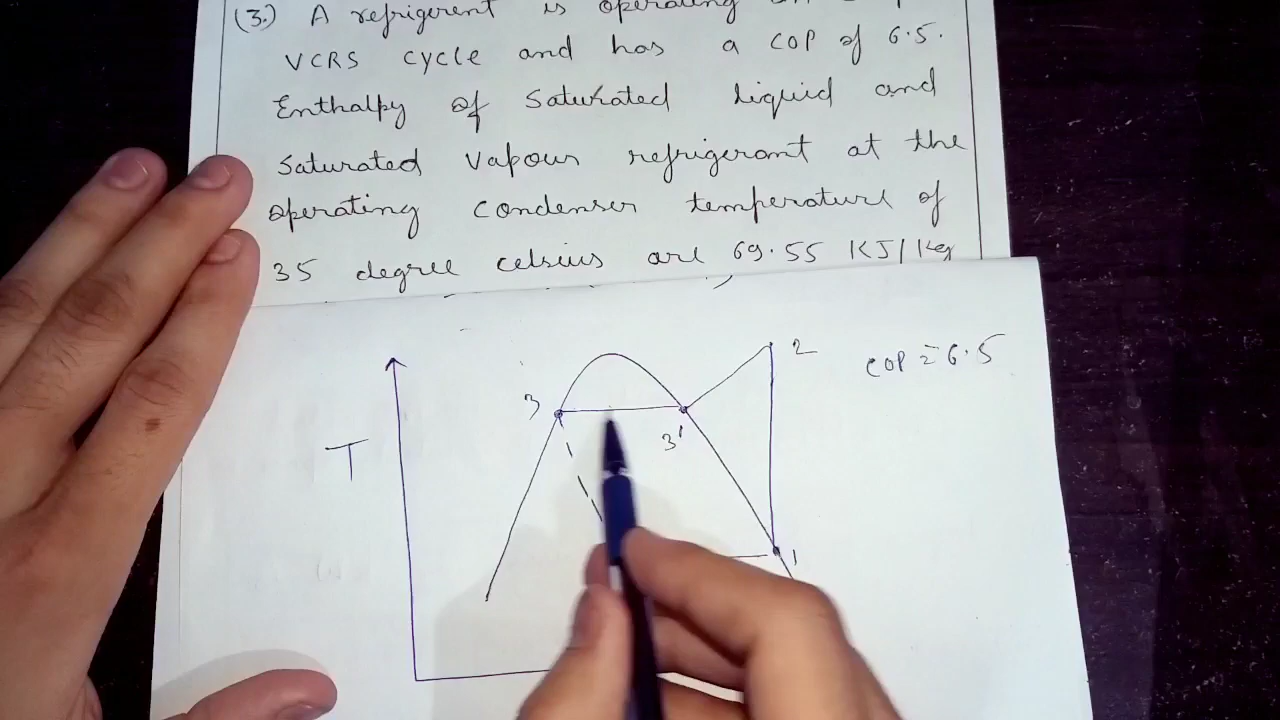 (3.) A refrigerent is operating
VCRS cycle and has a COP of 6.5.
Enthalpy of Saturated liquid and
Saturated Vapour refrigerant at the
operating Condenser temperature of
35 degree celsius are 69.55 KJ/Kg
2
COP = 6.5
3
3'
T
1